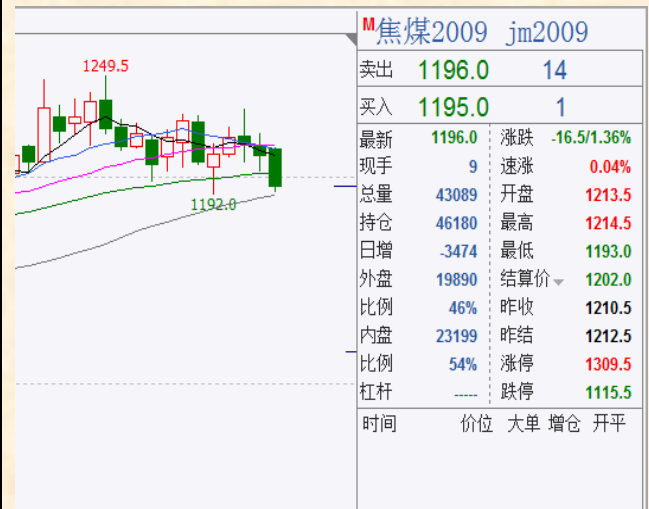 M焦煤2009 jm2009
卖出 1196.0 14
买入 1195.0 1
最新 1196.0 涨跌 -16.5/1.36%
现手 9 速涨 0.04%
总量 43089 开盘 1213.5
持仓 46180 最高 1214.5
日增 -3474 最低 1193.0
外盘 19890 结算价 1202.0
比例 46% 昨收 1210.5
内盘 23199 昨结 1212.5
比例 54% 涨停 1309.5
杠杆 ----- 跌停 1115.5
时间 价位 大单 增仓 开平
1249.5
1192.0